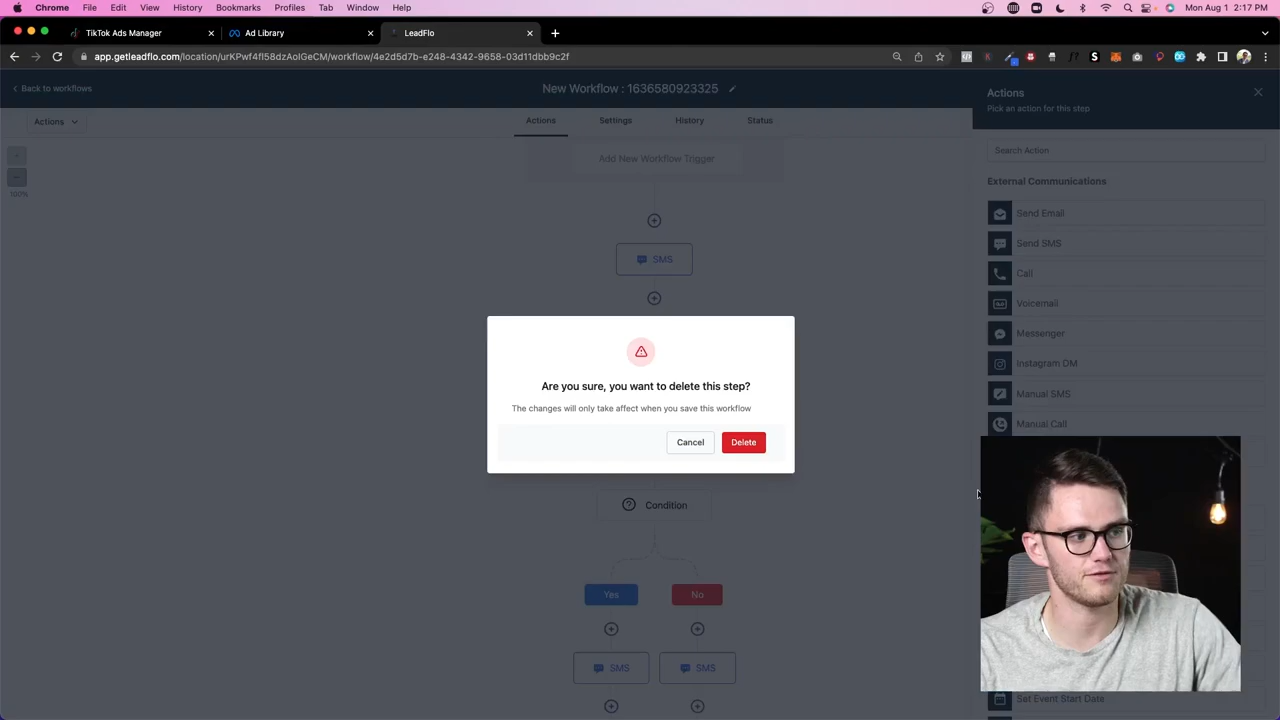 Chrome File Edit View History Bookmarks Profiles Tab Window Help
Mon Aug 1 2:17 PM
TikTok Ads Manager
Ad Library
LeadFlo
app.getleadflo.com/location/urKPwf4fl58dzAolGeCM/workflow/4e2d5d7b-e248-4342-9658-03d11dbb9c2f
Back to workflows
New Workflow : 1636580923325
Actions
Pick an action for this step
Actions
Actions Settings History Status
100%
Add New Workflow Trigger
Search Action
External Communications
Send Email
Send SMS
Call
Voicemail
Messenger
Instagram DM
Manual SMS
Manual Call
SMS
Are you sure, you want to delete this step?
The changes will only take affect when you save this workflow
Cancel
Delete
Condition
Yes
No
SMS
SMS
Set Event Start Date